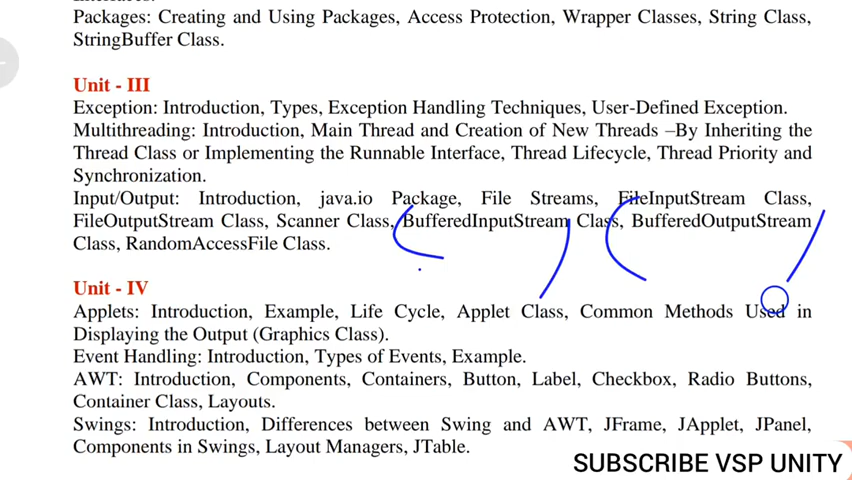 Packages: Creating and Using Packages, Access Protection, Wrapper Classes, String Class,
StringBuffer Class.
Unit - III
Exception: Introduction, Types, Exception Handling Techniques, User-Defined Exception.
Multithreading: Introduction, Main Thread and Creation of New Threads –By Inheriting the
Thread Class or Implementing the Runnable Interface, Thread Lifecycle, Thread Priority and
Synchronization.
Input/Output: Introduction, java.io Package, File Streams, FileInputStream Class,
FileOutputStream Class, Scanner Class, BufferedInputStream Class, BufferedOutputStream
Class, RandomAccessFile Class.
Unit - IV
Applets: Introduction, Example, Life Cycle, Applet Class, Common Methods Used in
Displaying the Output (Graphics Class).
Event Handling: Introduction, Types of Events, Example.
AWT: Introduction, Components, Containers, Button, Label, Checkbox, Radio Buttons,
Container Class, Layouts.
Swings: Introduction, Differences between Swing and AWT, JFrame, JApplet, JPanel,
Components in Swings, Layout Managers, JTable.
SUBSCRIBE VSP UNITY